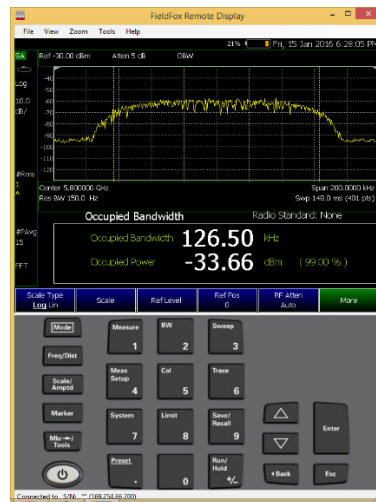 FieldFox Remote Display
File View Zoom Tools Help
21% Fri, 15 Jan 2016 6:28:05 PM
SA Ref -30.00 dBm Atten 5 dB OBW
Log
10.0
dB/
-40
-50
-60
-70
-80
-90
-100
-110
-120
#Rms
1
A
Center 5.800000 GHz Span 200.0000 kHz
Res BW 150.0 Hz Swp 148.0 ms (401 pts)
Occupied Bandwidth Radio Standard: None
#PAvg
15
Occupied Bandwidth 126.50 kHz
Occupied Power -33.66 dBm (99.00 %)
FFT
Scale Type
Log Lin
Scale
Ref Level
Ref Pos
0
RF Atten
Auto
More
Mode
Measure
1
BW
2
Sweep
3
Freq/Dist
Meas
Setup
4
Cal
5
Trace
6
Scale/
Amptd
Marker
System
7
Limit
8
Save/
Recall
9
Enter
Mkr→/
Tools
Preset
.
0
Run/
Hold
+/-
Back
Esc